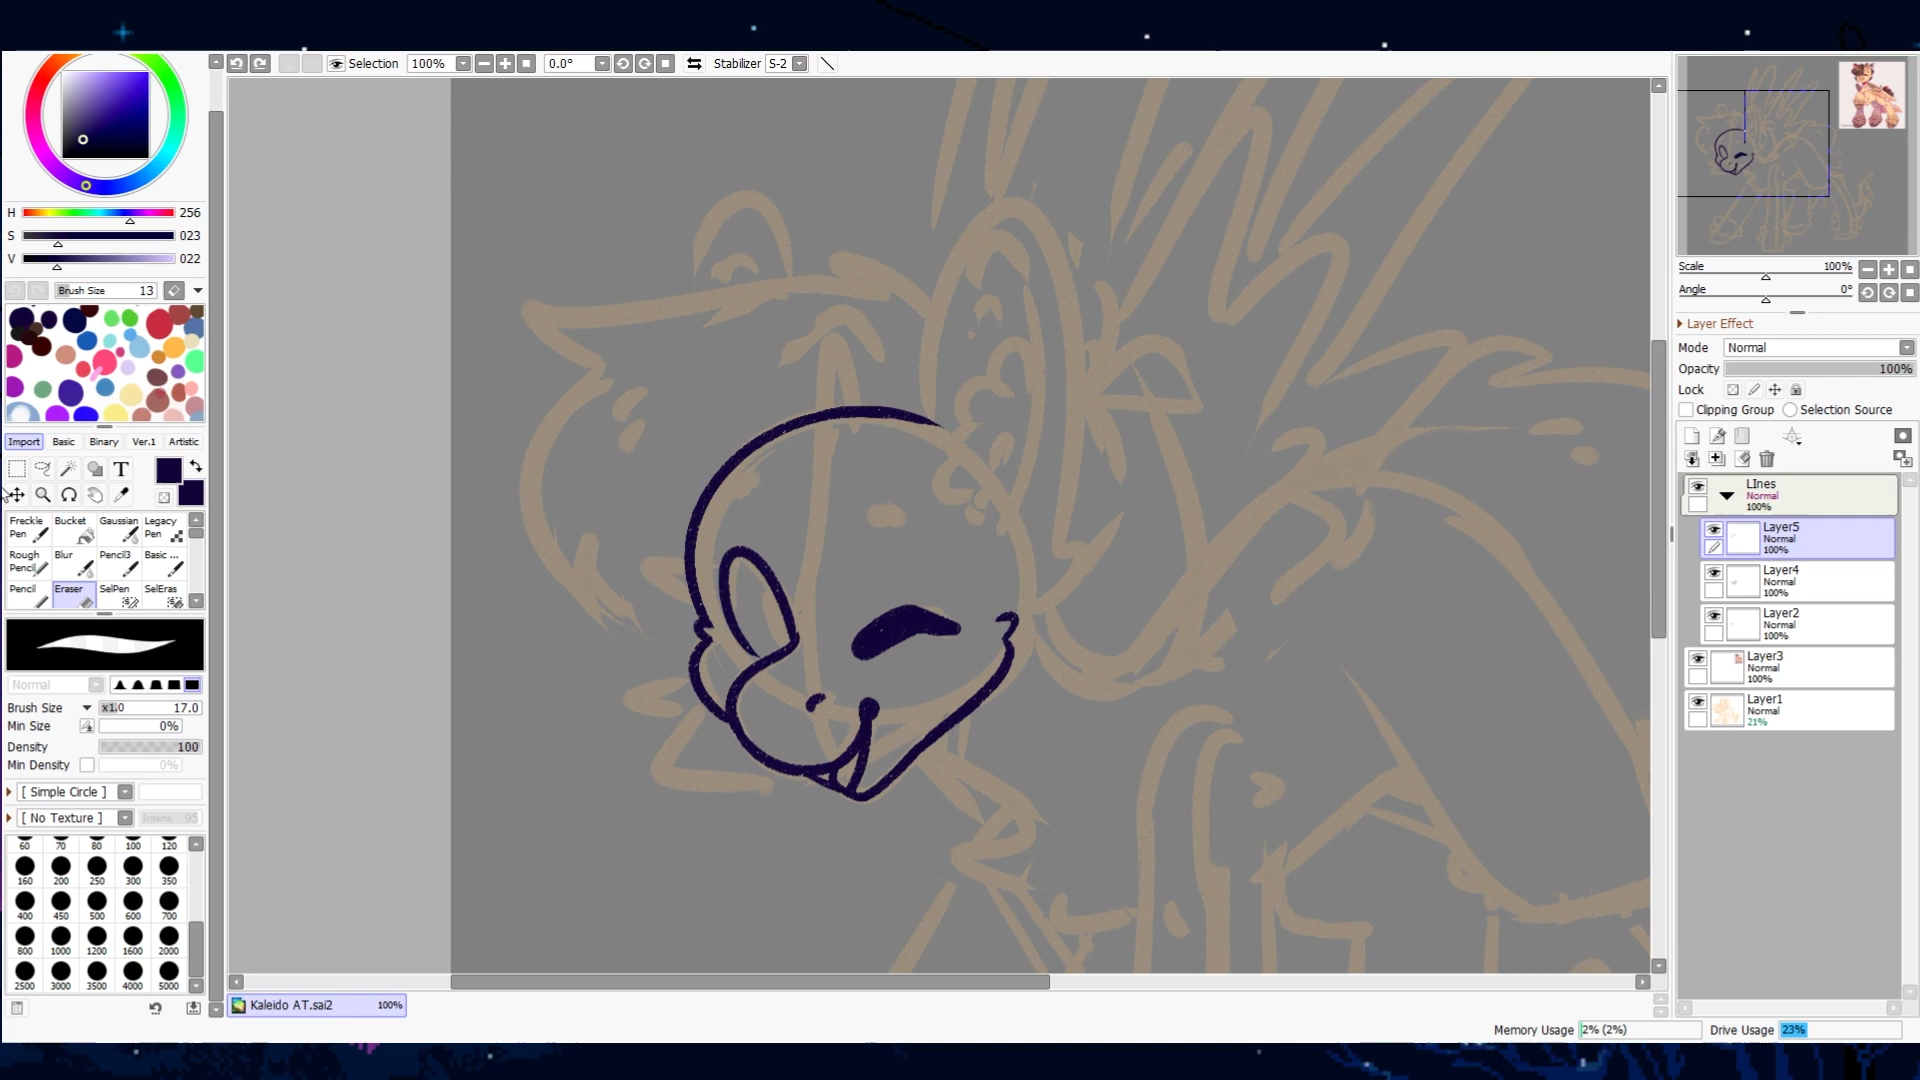 Selection 100% 0.0° Stabilizer S-2
H 256
S 023
V 022
Brush Size 13
Import Basic Binary Ver.1 Artistic
T
Freckle Pen Bucket Gaussian Legacy Pen
Rough Pencil Blur Pencil3 Basic ...
Pencil Eraser SelPen SelEras
Normal
Brush Size x1.0 17.0
Min Size 0%
Density 100
Min Density 0%
[ Simple Circle ]
[ No Texture ] Intens. 95
60 70 80 100 120
160 200 250 300 350
400 450 500 600 700
800 1000 1200 1600 2000
2500 3000 3500 4000 5000
Kaleido AT.sai2 100%
Scale 100%
Angle 0°
Layer Effect
Mode Normal
Opacity 100%
Lock
Clipping Group Selection Source
LInes
Normal
100%
Layer5
Normal
100%
Layer4
Normal
100%
Layer2
Normal
100%
Layer3
Normal
100%
Layer1
Normal
21%
Memory Usage 2% (2%) Drive Usage 23%